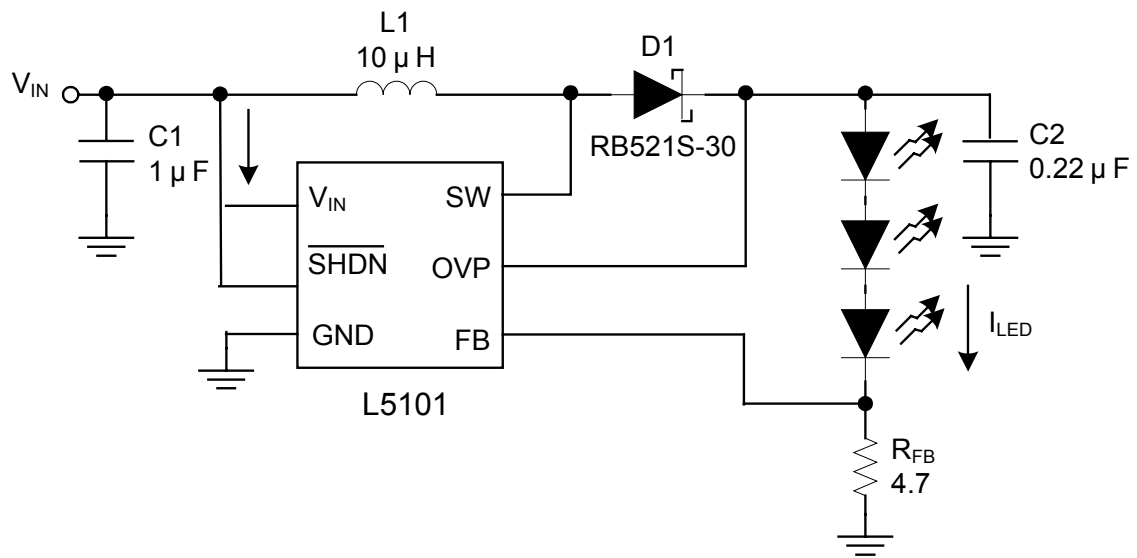 L1
10 µ H
D1
V_IN
C1
1 µ F
RB521S-30
C2
0.22 µ F
V_IN
SW
SHDN
OVP
GND
FB
I_LED
L5101
R_FB
4.7